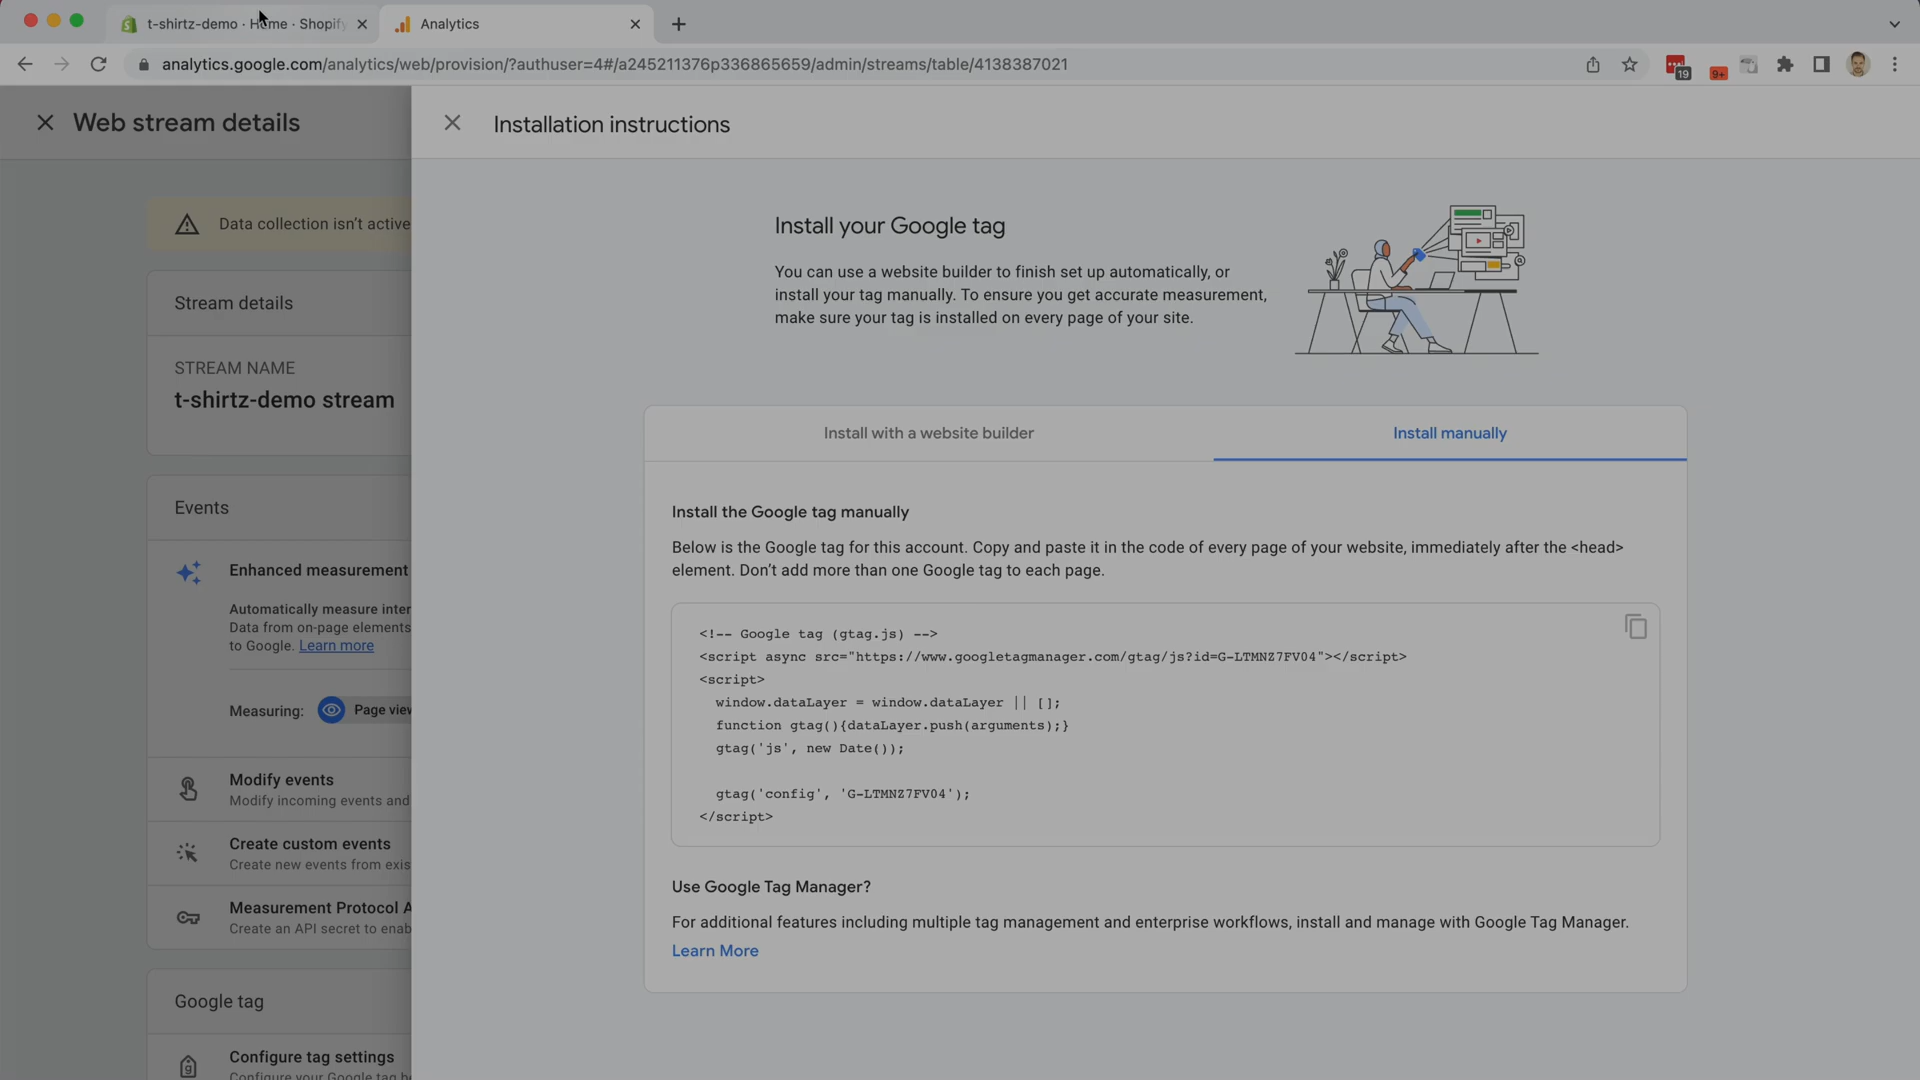 t-shirtz-demo · Home · Shopify
Analytics
analytics.google.com/analytics/web/provision/?authuser=4#/a245211376p336865659/admin/streams/table/4138387021
19
9+
Web stream details
Installation instructions
Data collection isn’t active
Stream details
STREAM NAME
t-shirtz-demo stream
Events
Enhanced measurement
Automatically measure inter
Data from on-page elements
to Google. Learn more
Measuring: Page view
Modify events
Modify incoming events and
Create custom events
Create new events from exis
Measurement Protocol A
Create an API secret to enab
Google tag
Configure tag settings
Configure your Google tag be
Install your Google tag
You can use a website builder to finish set up automatically, or
install your tag manually. To ensure you get accurate measurement,
make sure your tag is installed on every page of your site.
Install with a website builder
Install manually
Install the Google tag manually
Below is the Google tag for this account. Copy and paste it in the code of every page of your website, immediately after the <head>
element. Don’t add more than one Google tag to each page.
<!-- Google tag (gtag.js) -->
<script async src="https://www.googletagmanager.com/gtag/js?id=G-LTMNZ7FV04"></script>
<script>
window.dataLayer = window.dataLayer || [];
function gtag(){dataLayer.push(arguments);}
gtag('js', new Date());
gtag('config', 'G-LTMNZ7FV04');
</script>
Use Google Tag Manager?
For additional features including multiple tag management and enterprise workflows, install and manage with Google Tag Manager.
Learn More